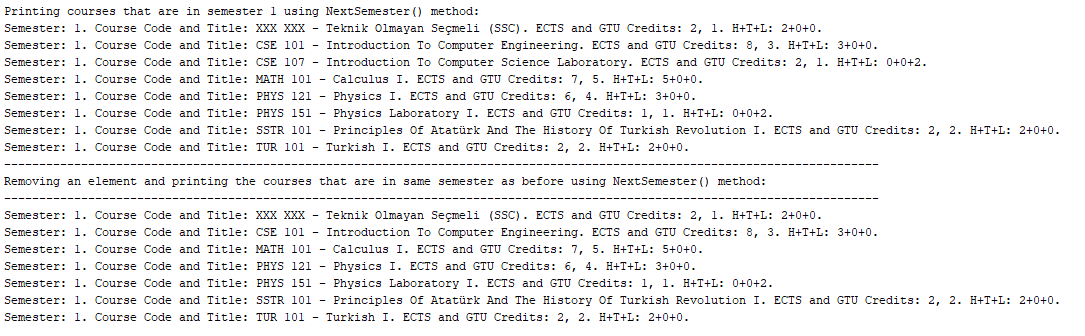 Printing courses that are in semester 1 using NextSemester() method:
Semester: 1. Course Code and Title: XXX XXX - Teknik Olmayan Seçmeli (SSC). ECTS and GTU Credits: 2, 1. H+T+L: 2+0+0.
Semester: 1. Course Code and Title: CSE 101 - Introduction To Computer Engineering. ECTS and GTU Credits: 8, 3. H+T+L: 3+0+0.
Semester: 1. Course Code and Title: CSE 107 - Introduction To Computer Science Laboratory. ECTS and GTU Credits: 2, 1. H+T+L: 0+0+2.
Semester: 1. Course Code and Title: MATH 101 - Calculus I. ECTS and GTU Credits: 7, 5. H+T+L: 5+0+0.
Semester: 1. Course Code and Title: PHYS 121 - Physics I. ECTS and GTU Credits: 6, 4. H+T+L: 3+0+0.
Semester: 1. Course Code and Title: PHYS 151 - Physics Laboratory I. ECTS and GTU Credits: 1, 1. H+T+L: 0+0+2.
Semester: 1. Course Code and Title: SSTR 101 - Principles Of Atatürk And The History Of Turkish Revolution I. ECTS and GTU Credits: 2, 2. H+T+L: 2+0+0.
Semester: 1. Course Code and Title: TUR 101 - Turkish I. ECTS and GTU Credits: 2, 2. H+T+L: 2+0+0.
-----------------------------------------------------------------------------------------------------------------------------
Removing an element and printing the courses that are in same semester as before using NextSemester() method:
-----------------------------------------------------------------------------------------------------------------------------
Semester: 1. Course Code and Title: XXX XXX - Teknik Olmayan Seçmeli (SSC). ECTS and GTU Credits: 2, 1. H+T+L: 2+0+0.
Semester: 1. Course Code and Title: CSE 101 - Introduction To Computer Engineering. ECTS and GTU Credits: 8, 3. H+T+L: 3+0+0.
Semester: 1. Course Code and Title: MATH 101 - Calculus I. ECTS and GTU Credits: 7, 5. H+T+L: 5+0+0.
Semester: 1. Course Code and Title: PHYS 121 - Physics I. ECTS and GTU Credits: 6, 4. H+T+L: 3+0+0.
Semester: 1. Course Code and Title: PHYS 151 - Physics Laboratory I. ECTS and GTU Credits: 1, 1. H+T+L: 0+0+2.
Semester: 1. Course Code and Title: SSTR 101 - Principles Of Atatürk And The History Of Turkish Revolution I. ECTS and GTU Credits: 2, 2. H+T+L: 2+0+0.
Semester: 1. Course Code and Title: TUR 101 - Turkish I. ECTS and GTU Credits: 2, 2. H+T+L: 2+0+0.